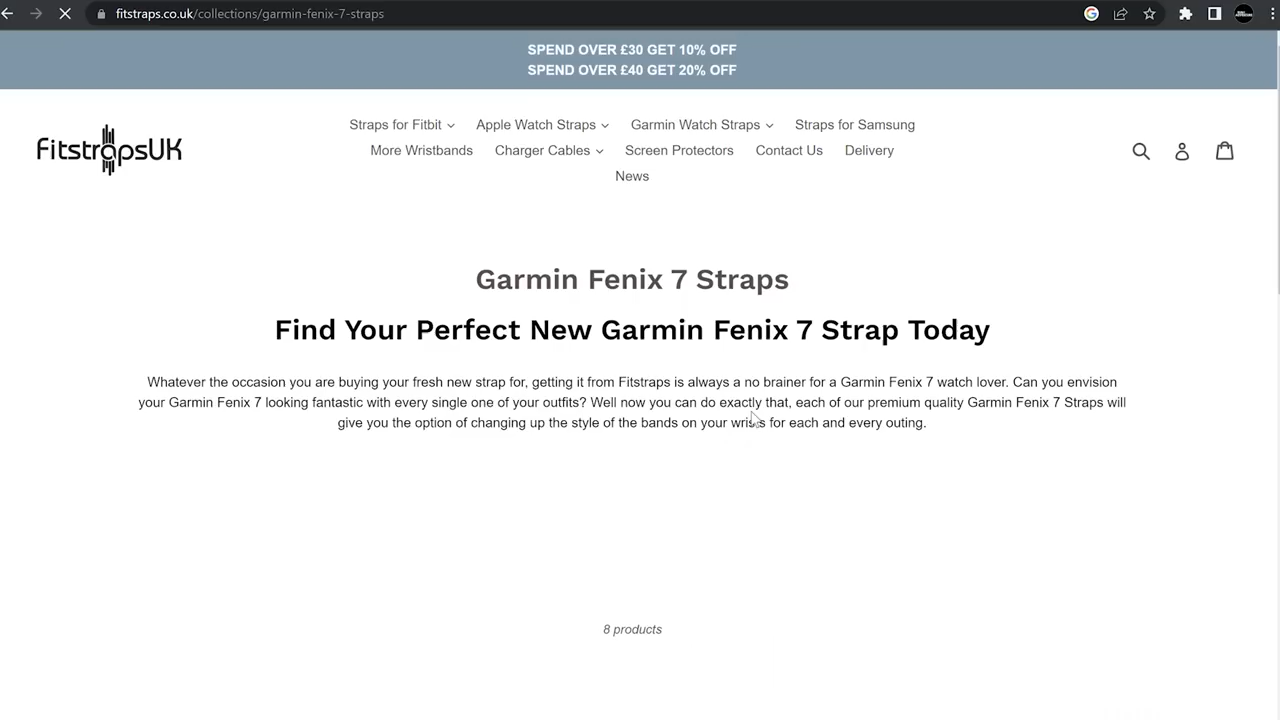 fitstraps.co.uk/collections/garmin-fenix-7-straps
SPEND OVER £30 GET 10% OFF
SPEND OVER £40 GET 20% OFF
FitstrapsUK
Straps for Fitbit
Apple Watch Straps
Garmin Watch Straps
Straps for Samsung
More Wristbands
Charger Cables
Screen Protectors
Contact Us
Delivery
News
Garmin Fenix 7 Straps
Find Your Perfect New Garmin Fenix 7 Strap Today
Whatever the occasion you are buying your fresh new strap for, getting it from Fitstraps is always a no brainer for a Garmin Fenix 7 watch lover. Can you envision
your Garmin Fenix 7 looking fantastic with every single one of your outfits? Well now you can do exactly that, each of our premium quality Garmin Fenix 7 Straps will
give you the option of changing up the style of the bands on your wrists for each and every outing.
8 products